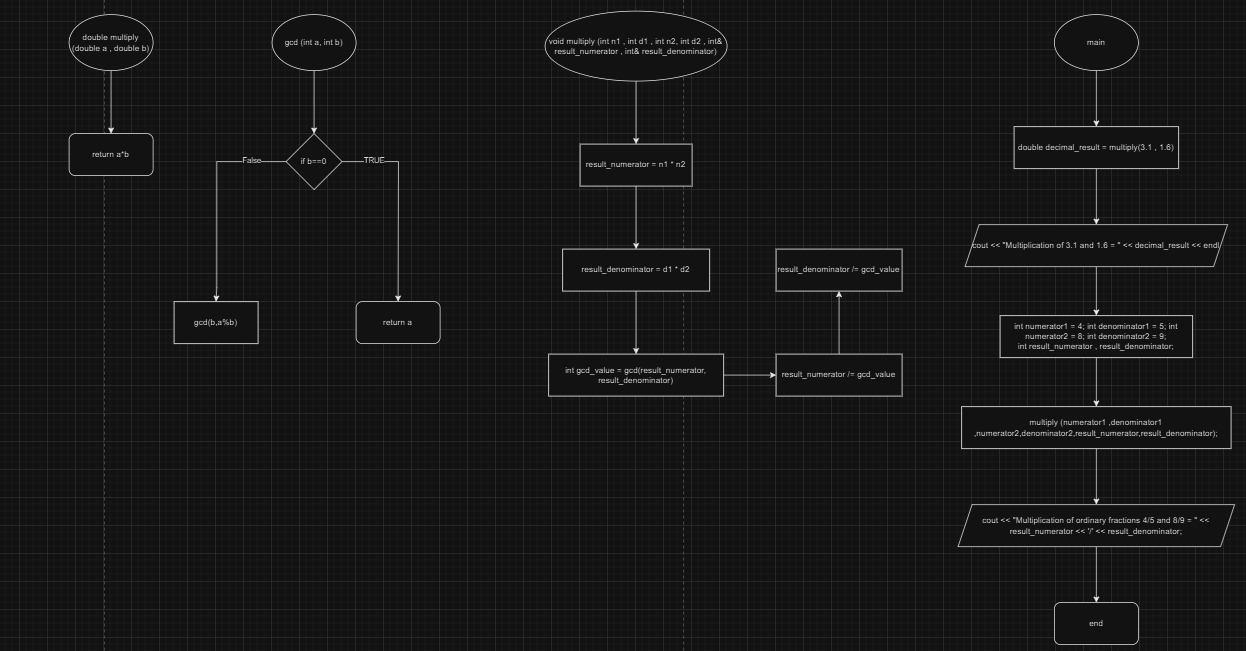 double multiply
(double a , double b)
return a*b
gcd (int a, int b)
if b==0
False
TRUE
gcd(b,a%b)
return a
void multiply (int n1 , int d1 , int n2, int d2 , int&
result_numerator , int& result_denominator)
result_numerator = n1 * n2
result_denominator = d1 * d2
int gcd_value = gcd(result_numerator,
result_denominator)
result_numerator /= gcd_value
result_denominator /= gcd_value
main
double decimal_result = multiply(3.1 , 1.6)
cout << "Multiplication of 3.1 and 1.6 = " << decimal_result << endl
int numerator1 = 4; int denominator1 = 5; int
numerator2 = 8; int denominator2 = 9;
int result_numerator , result_denominator;
multiply (numerator1 ,denominator1
,numerator2,denominator2,result_numerator,result_denominator);
cout << "Multiplication of ordinary fractions 4/5 and 8/9 = " <<
result_numerator << '/' << result_denominator;
end